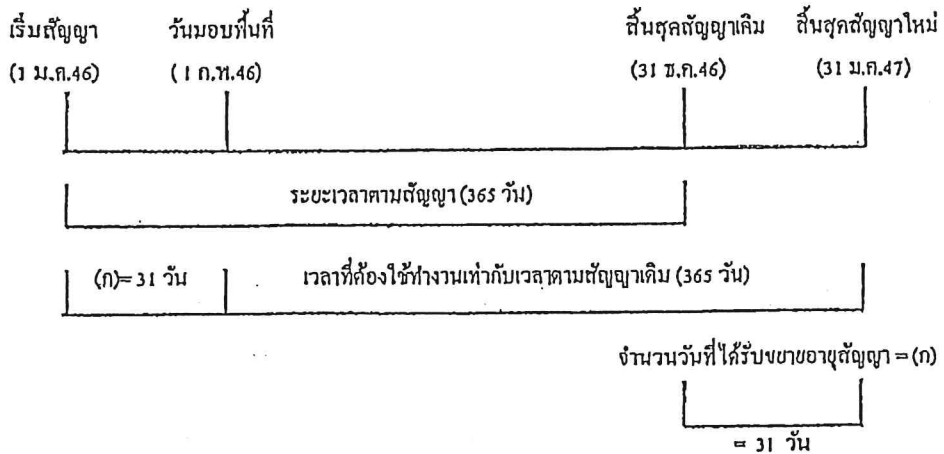 เริ่มสัญญา วันมอบพื้นที่ สิ้นสุดสัญญาเดิม สิ้นสุดสัญญาใหม่
(1 ม.ค.46) (1 ก.พ.46) (31 ธ.ค.46) (31 ม.ค.47)
ระยะเวลาตามสัญญา (365 วัน)
(ก)= 31 วัน เวลาที่ต้องใช้ทำงานเท่ากับเวลาตามสัญญาเดิม (365 วัน)
จำนวนวันที่ได้รับขยายอายุสัญญา = (ก)
= 31 วัน